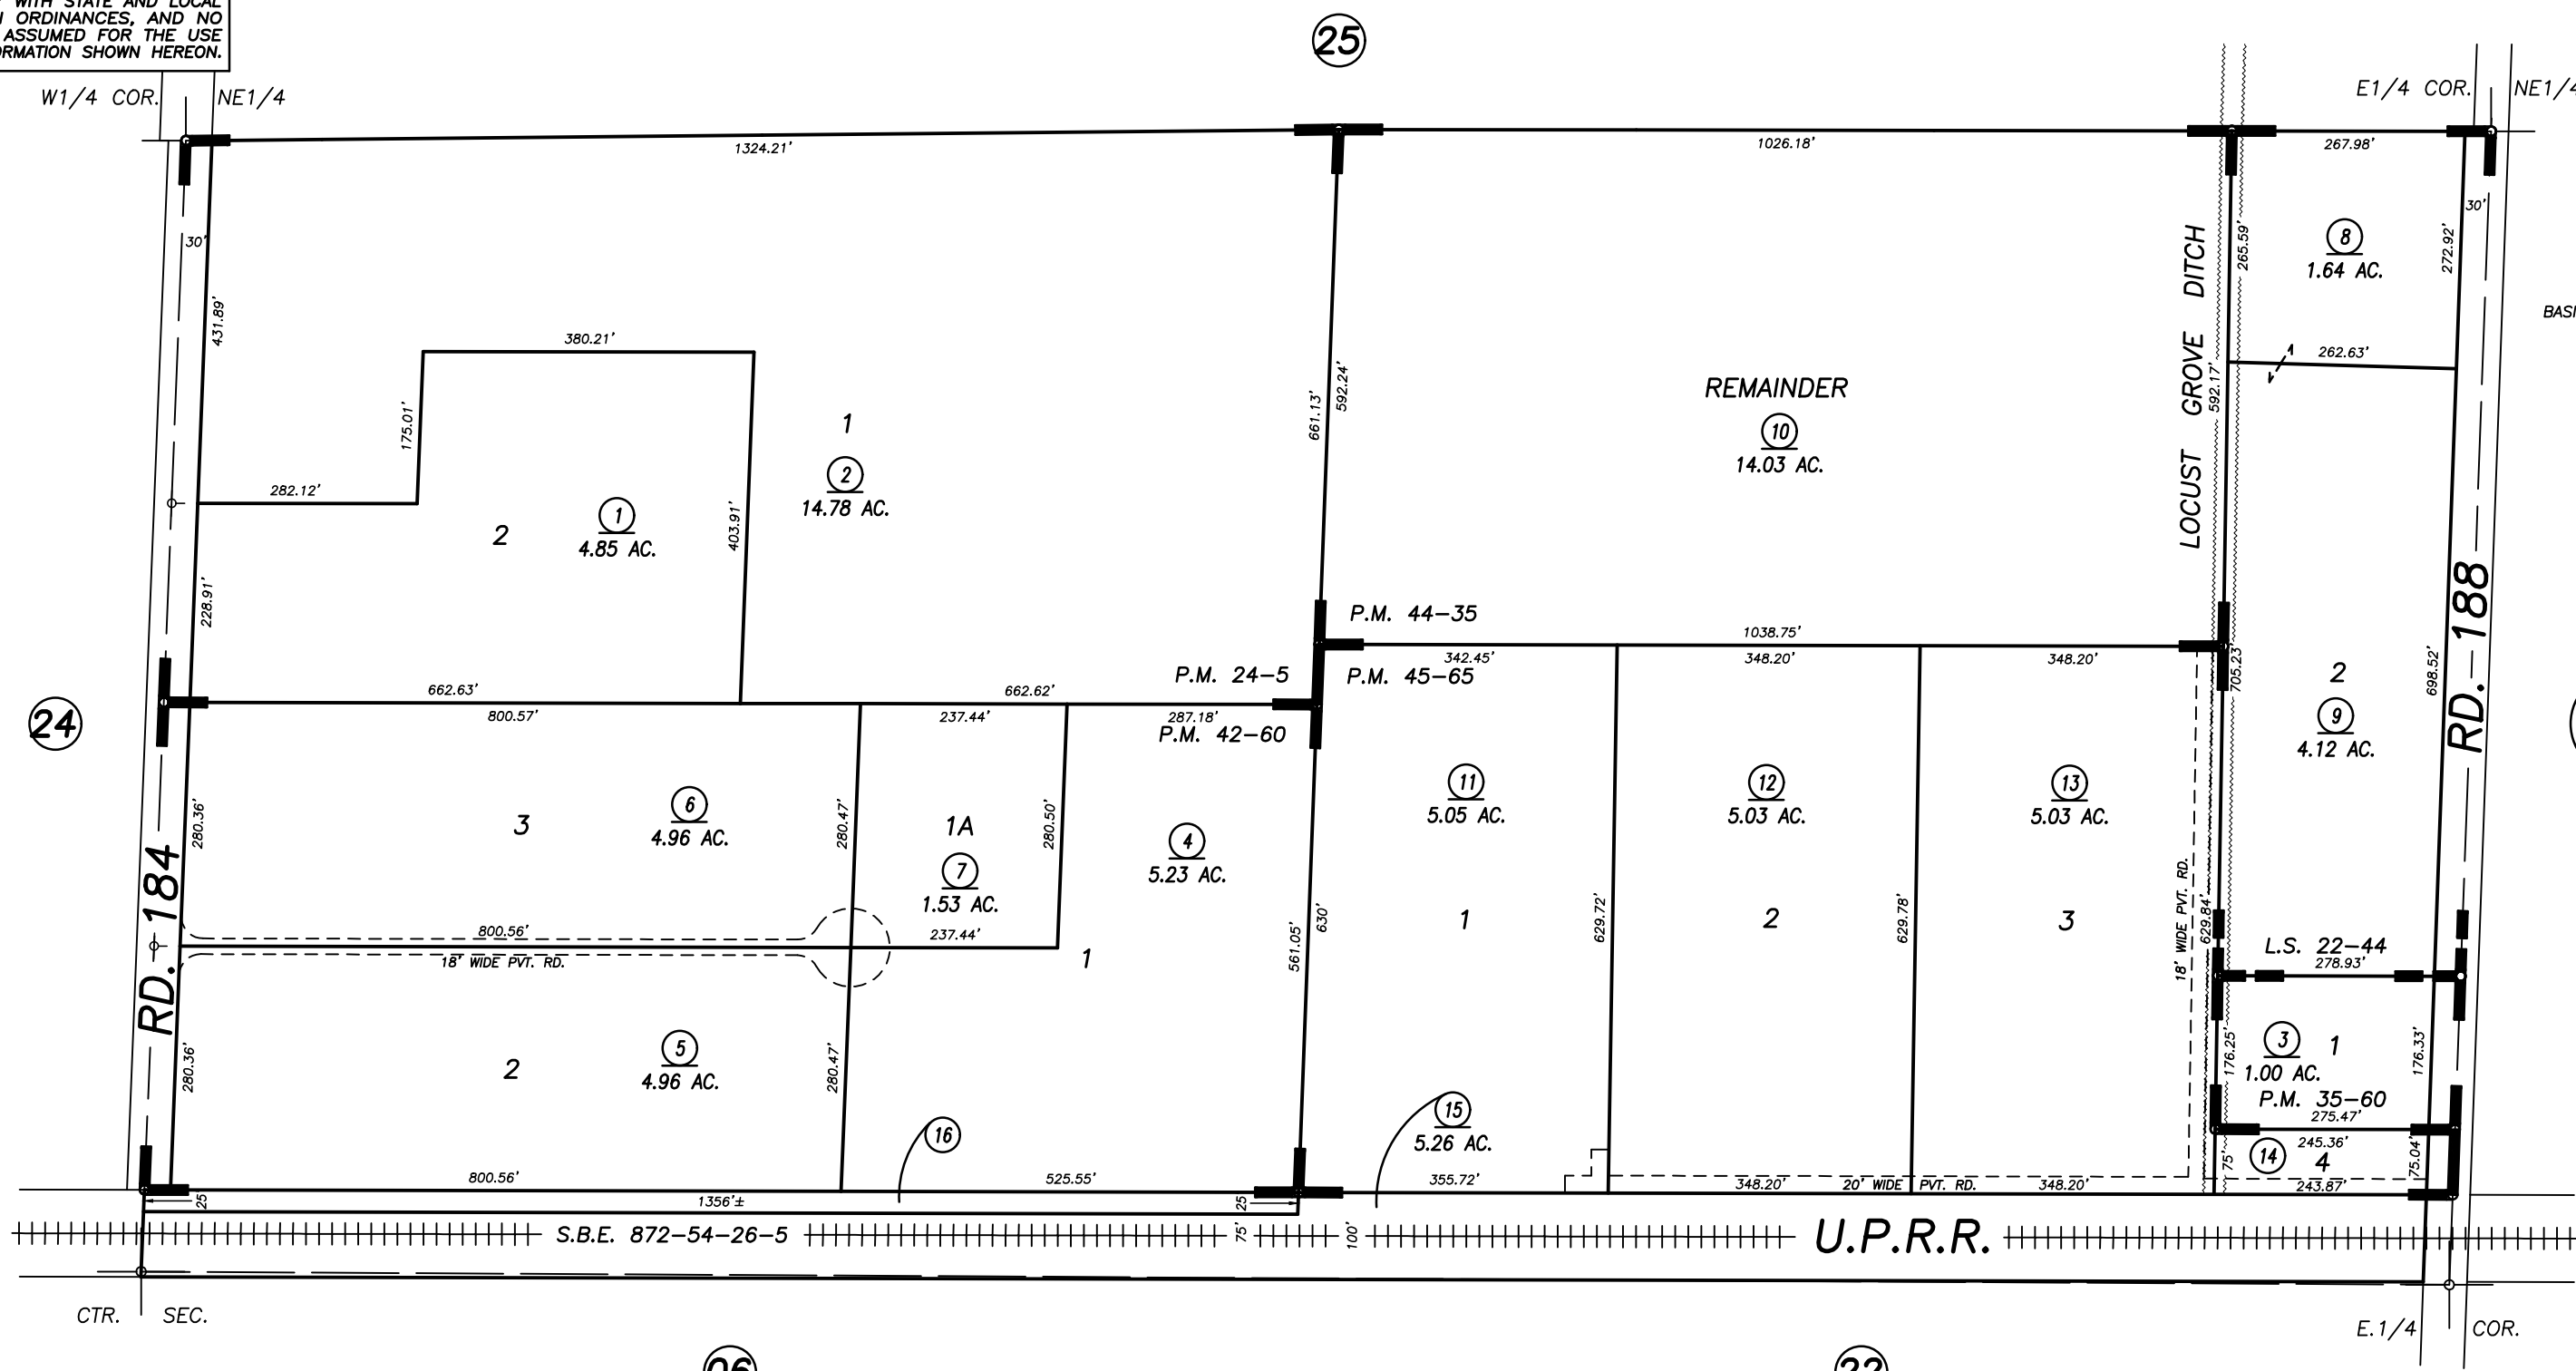 WITH STATE AND LOCAL
ORDINANCES, AND NO
ASSUMED FOR THE USE
SHOWN HEREON.
25
W1/4 COR.
NE1/4
E1/4 COR.
1324.21'
1026.18'
267.98'
30'
30'
431.89'
380.21'
175.01'
282.12'
2
1
4.85 AC.
403.91'
228.91'
1
2
14.78 AC.
661.13'
592.24'
REMAINDER
10
14.03 AC.
LOCUST GROVE DITCH
592.17'
265.59'
8
1.64 AC.
272.92'
262.63'
P.M. 44-35
P.M. 24-5
P.M. 45-65
P.M. 42-60
662.63'
662.62'
800.57'
237.44'
287.18'
1038.75'
342.45'
348.20'
348.20'
705.23'
2
9
4.12 AC.
698.52'
RD. 188
24
RD. 184
280.36'
3
6
4.96 AC.
280.47'
1A
7
1.53 AC.
280.50'
4
5.23 AC.
1
800.56'
237.44'
18' WIDE PVT. RD.
561.05'
630'
11
5.05 AC.
1
629.72'
12
5.03 AC.
2
629.78'
13
5.03 AC.
3
18' WIDE PVT. RD.
629.84'
L.S. 22-44
278.93'
280.36'
2
5
4.96 AC.
280.47'
16
15
5.26 AC.
176.25'
3
1
1.00 AC.
176.33'
P.M. 35-60
275.47'
245.36'
14
4
75'
75.04'
243.87'
800.56'
525.55'
355.72'
348.20'
20' WIDE PVT. RD.
348.20'
25
1356'±
25
S.B.E. 872-54-26-5
75'
100'
U.P.R.R.
CTR. SEC.
E.1/4 COR.